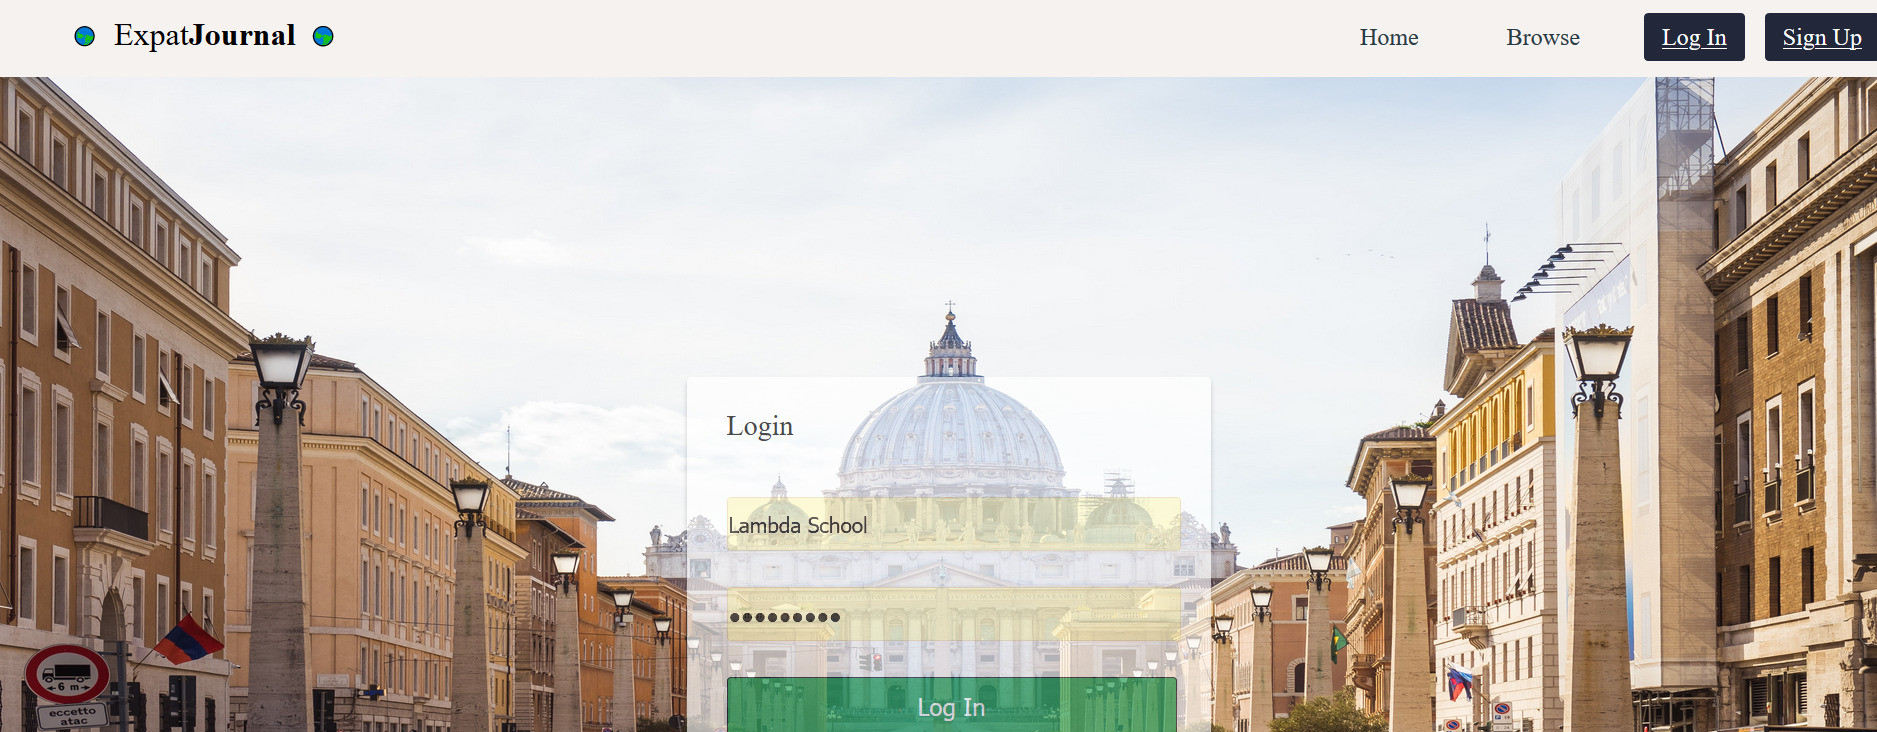 ExpatJournal
Home
Browse
Log In
Sign Up
Login
Lambda School
Log In
6 m
eccetto
atac